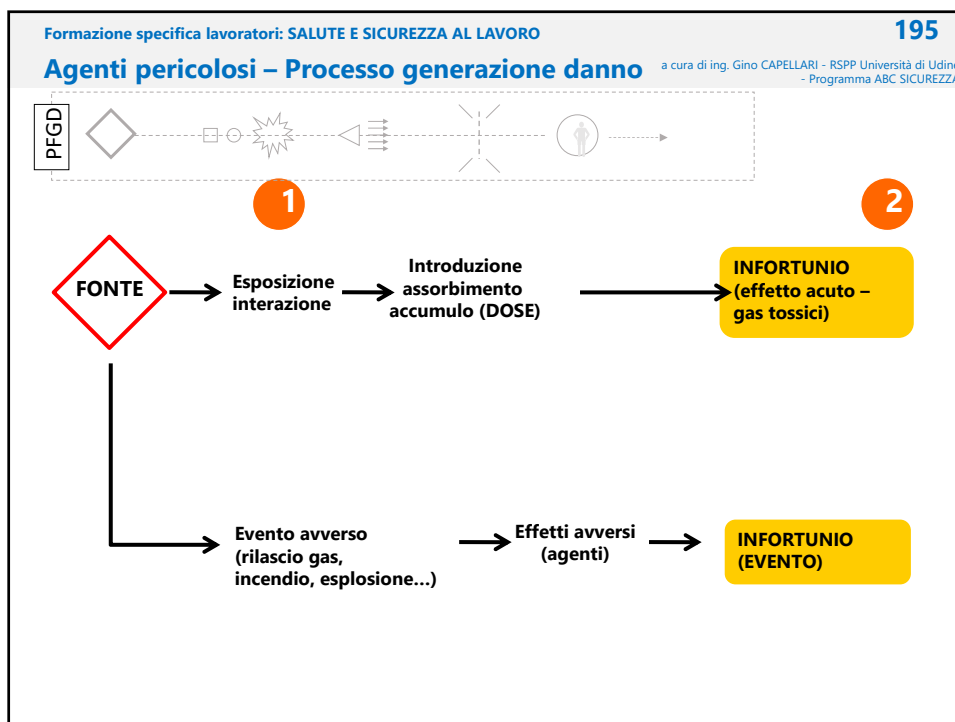 Formazione specifica lavoratori: SALUTE E SICUREZZA AL LAVORO
195
Agenti pericolosi – Processo generazione danno
a cura di ing. Gino CAPELLARI - RSPP Università di Udine
- Programma ABC SICUREZZA
PFGD
1
2
FONTE
Esposizione
interazione
Introduzione
assorbimento
accumulo (DOSE)
INFORTUNIO
(effetto acuto –
gas tossici)
Evento avverso
(rilascio gas,
incendio, esplosione…)
Effetti avversi
(agenti)
INFORTUNIO
(EVENTO)